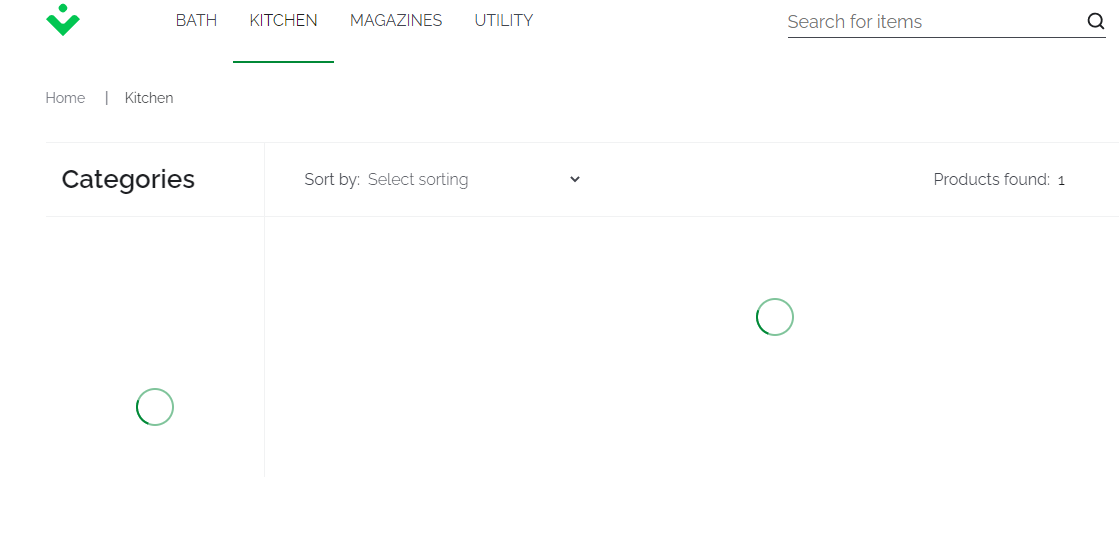 BATH KITCHEN MAGAZINES UTILITY Search for items
Home | Kitchen
Categories Sort by: Select sorting Products found: 1